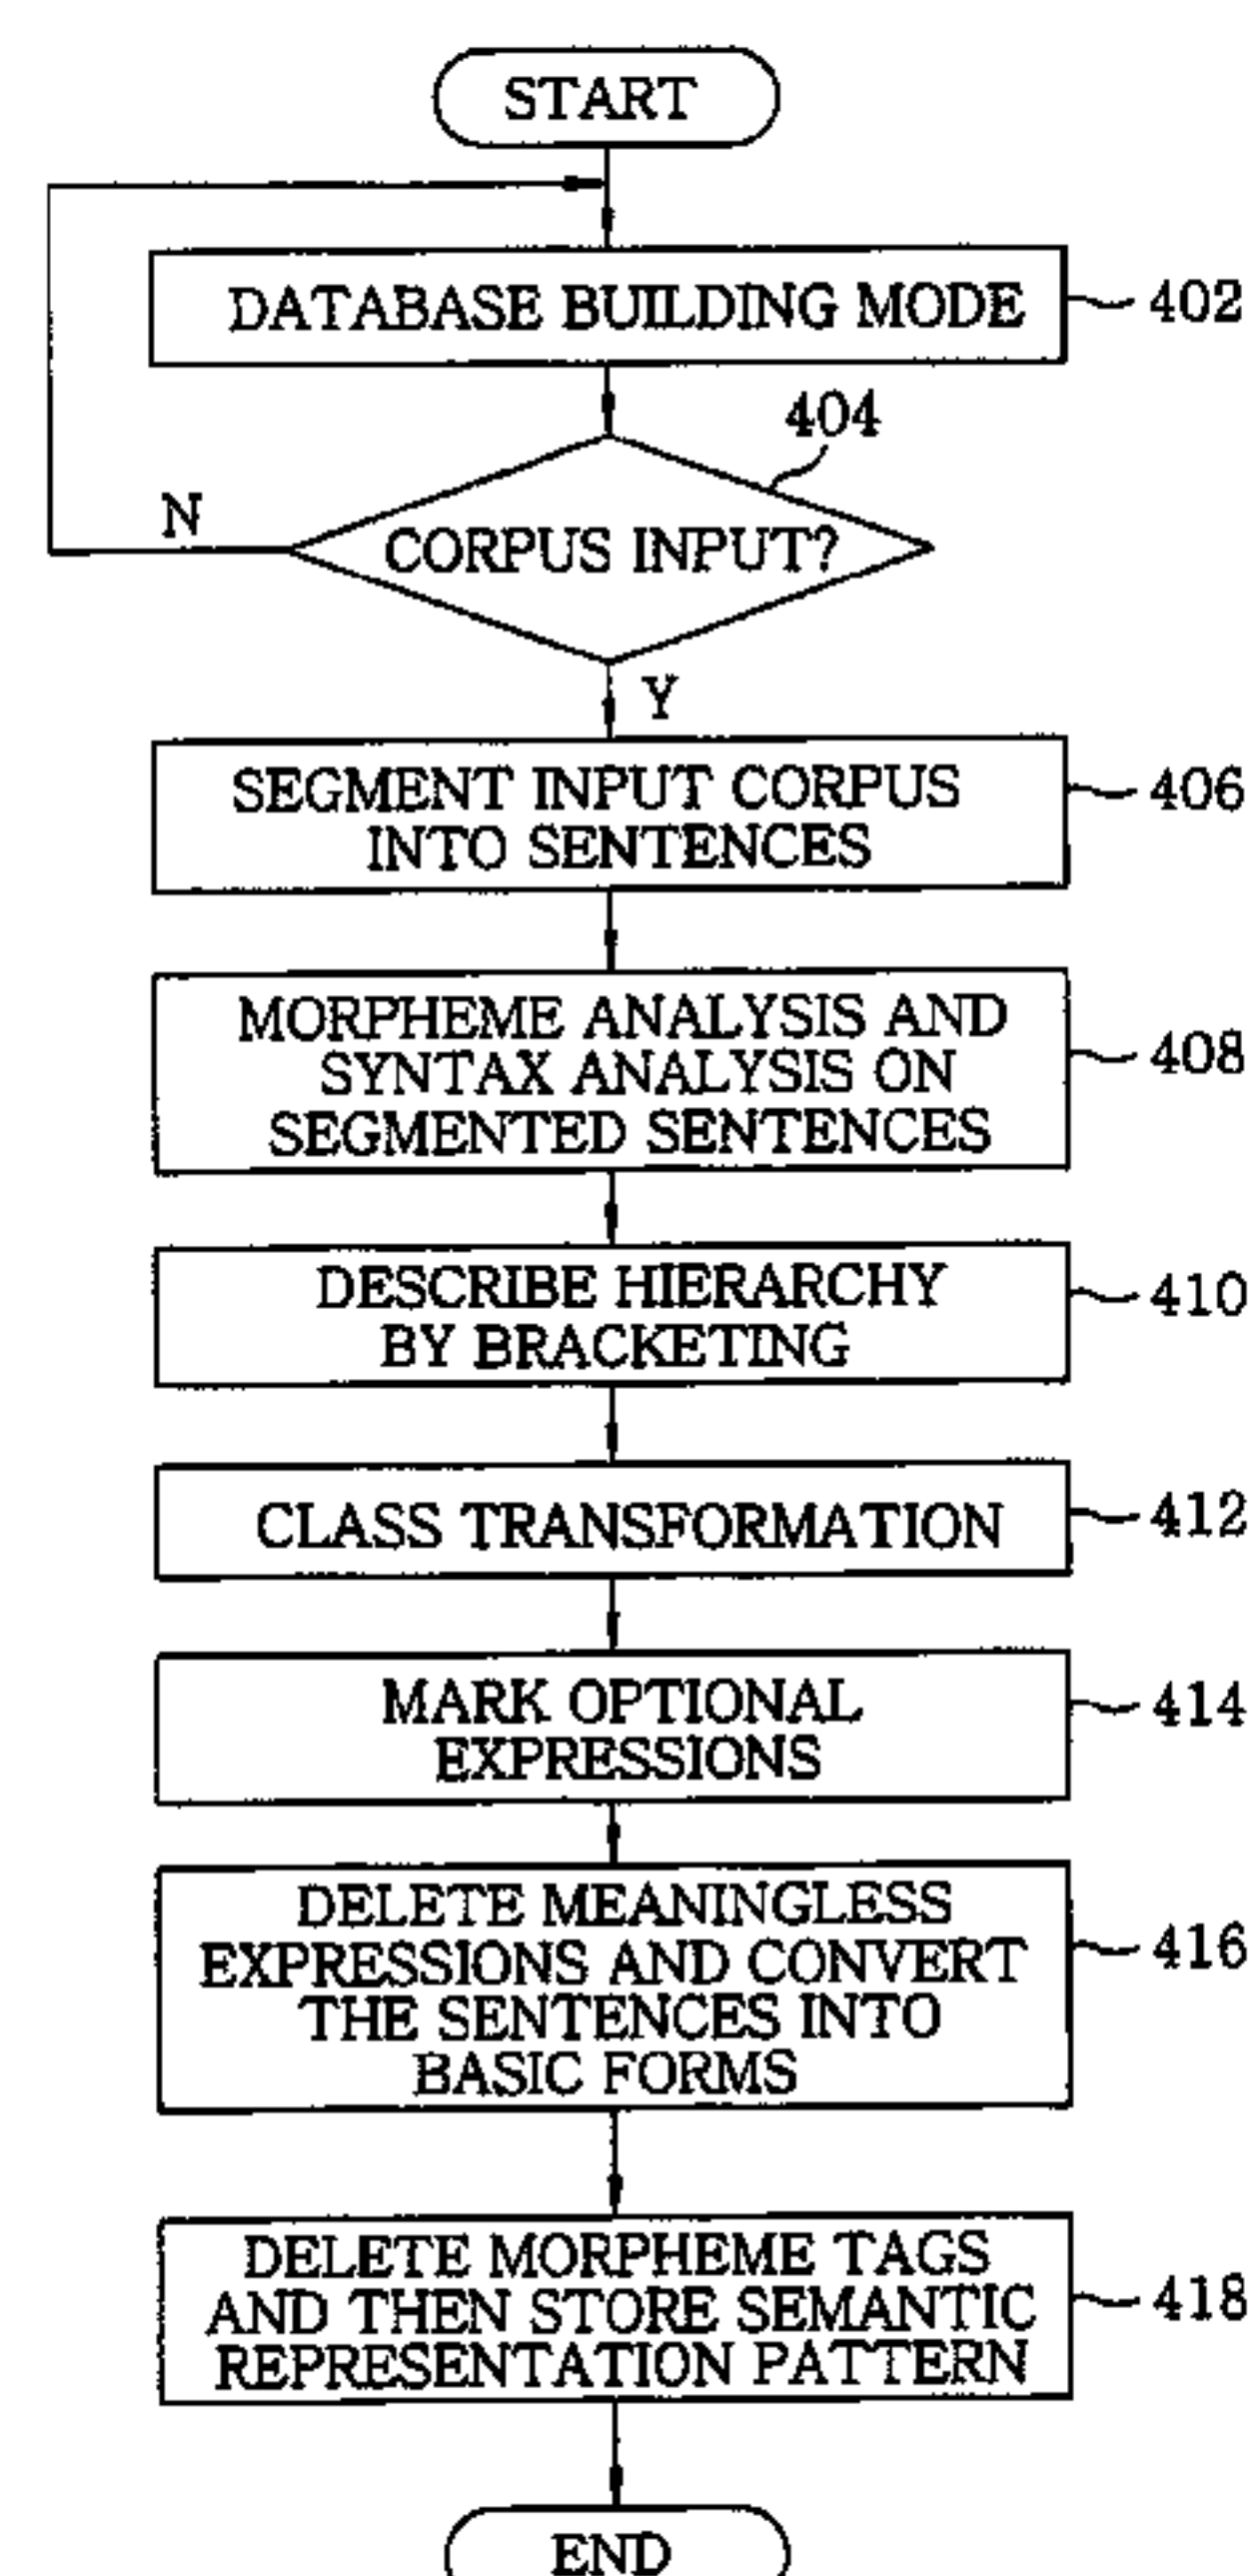 START
DATABASE BUILDING MODE
402
404
N
CORPUS INPUT?
Y
SEGMENT INPUT CORPUS
INTO SENTENCES
406
MORPHEME ANALYSIS AND
SYNTAX ANALYSIS ON
SEGMENTED SENTENCES
408
DESCRIBE HIERARCHY
BY BRACKETING
410
CLASS TRANSFORMATION
412
MARK OPTIONAL
EXPRESSIONS
414
DELETE MEANINGLESS
EXPRESSIONS AND CONVERT
THE SENTENCES INTO
BASIC FORMS
416
DELETE MORPHEME TAGS
AND THEN STORE SEMANTIC
REPRESENTATION PATTERN
418
END